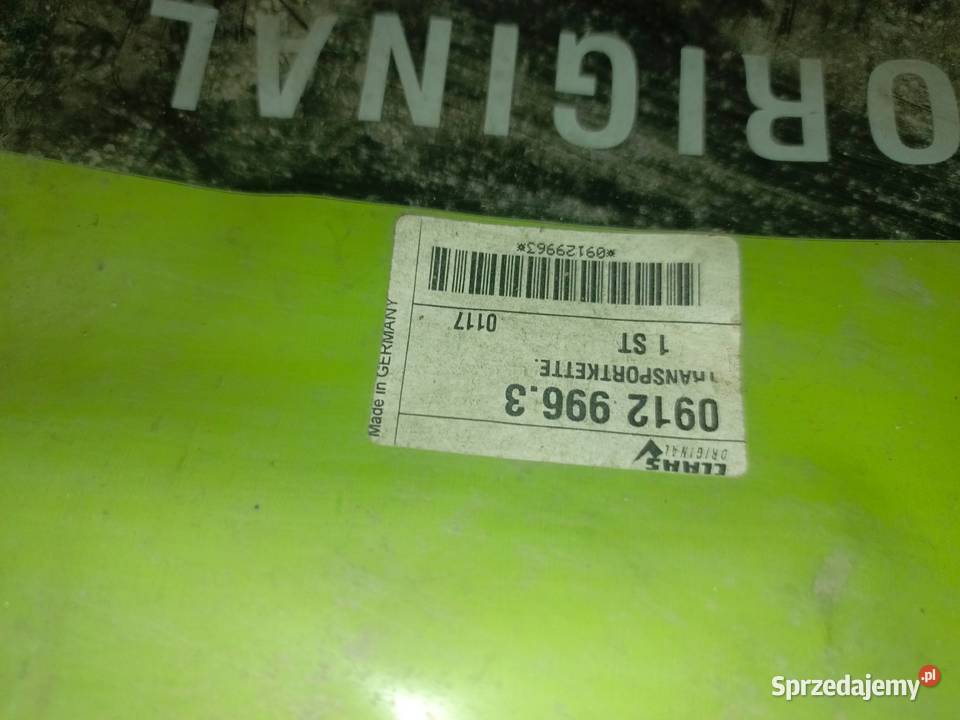 ORIGINAL
CLAAS
ORIGINAL
0912 996.3
TRANSPORTKETTE.
1 ST
0117
*09129963*
Made in GERMANY
Sprzedajemy.pl